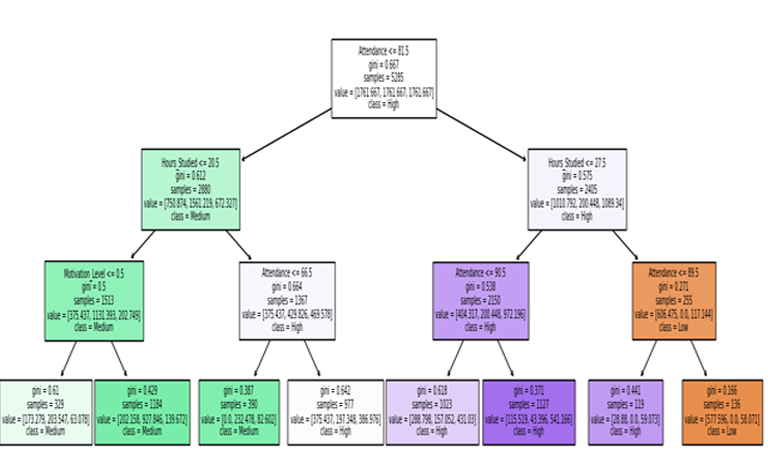 Attendance <= 81.5
gini = 0.667
samples = 5285
value = [1761.667, 1761.667, 1761.667]
class = High
Hours Studied <= 20.5
gini = 0.612
samples = 2880
value = [750.874, 1561.219, 672.327]
class = Medium
Hours Studied <= 27.5
gini = 0.575
samples = 2405
value = [1010.792, 200.448, 1089.34]
class = High
Motivation_Level <= 0.5
gini = 0.5
samples = 1513
value = [375.437, 1131.393, 202.749]
class = Medium
Attendance <= 66.5
gini = 0.664
samples = 1367
value = [375.437, 429.826, 469.578]
class = High
Attendance <= 90.5
gini = 0.538
samples = 2150
value = [404.317, 200.448, 972.196]
class = High
Attendance <= 89.5
gini = 0.271
samples = 255
value = [606.475, 0.0, 117.144]
class = Low
gini = 0.61
samples = 329
value = [173.279, 203.547, 63.078]
class = Medium
gini = 0.429
samples = 1184
value = [202.158, 927.846, 139.672]
class = Medium
gini = 0.387
samples = 390
value = [0.0, 232.478, 82.602]
class = Medium
gini = 0.642
samples = 977
value = [375.437, 197.348, 386.976]
class = High
gini = 0.618
samples = 1023
value = [288.798, 157.052, 431.03]
class = High
gini = 0.371
samples = 1127
value = [115.519, 43.396, 541.166]
class = High
gini = 0.441
samples = 119
value = [28.88, 0.0, 59.073]
class = High
gini = 0.166
samples = 136
value = [577.596, 0.0, 58.071]
class = Low